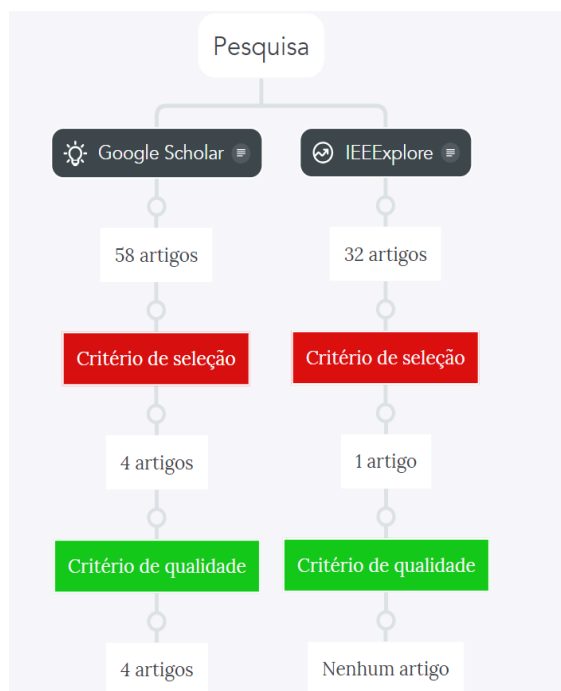 Pesquisa
Google Scholar
IEEExplore
58 artigos
32 artigos
Critério de seleção
Critério de seleção
4 artigos
1 artigo
Critério de qualidade
Critério de qualidade
4 artigos
Nenhum artigo